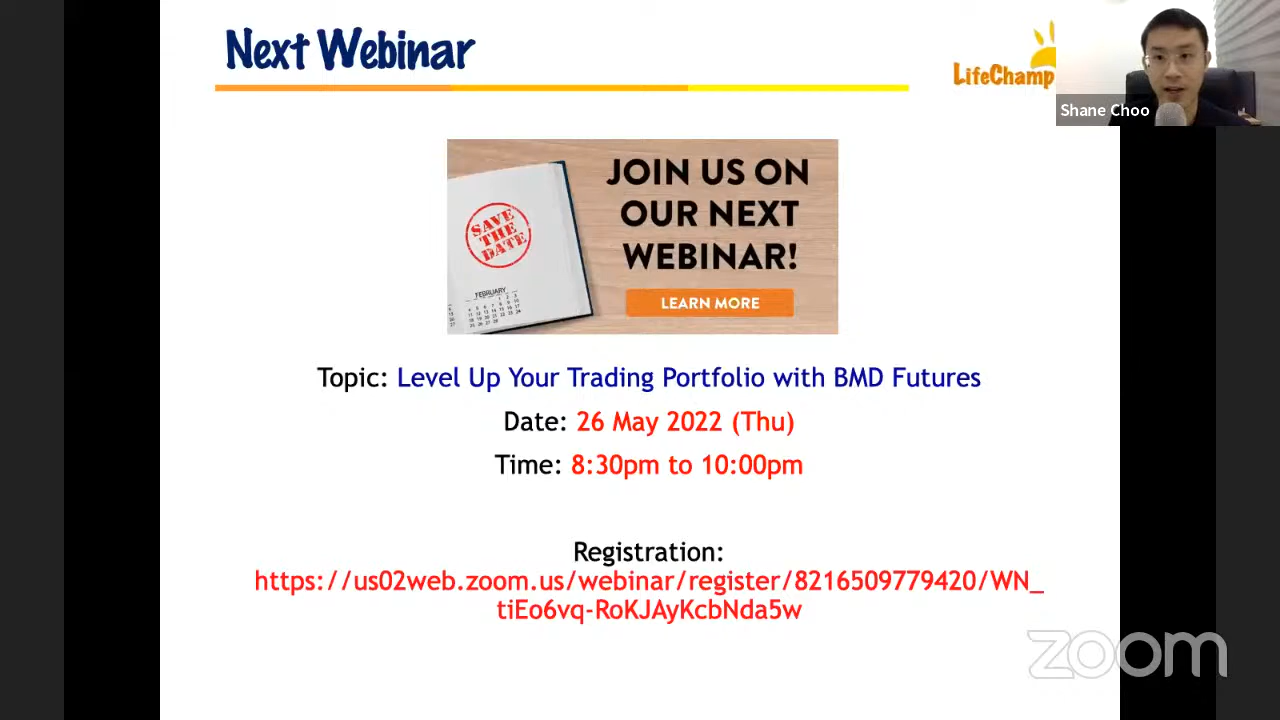 Next Webinar
LifeChamp
Shane Choo
JOIN US ON
OUR NEXT
WEBINAR!
SAVE
THE
DATE
FEBRUARY
LEARN MORE
Topic: Level Up Your Trading Portfolio with BMD Futures
Date: 26 May 2022 (Thu)
Time: 8:30pm to 10:00pm
Registration:
https://us02web.zoom.us/webinar/register/8216509779420/WN_
tiEo6vq-RoKJAyKcbNda5w
zoom